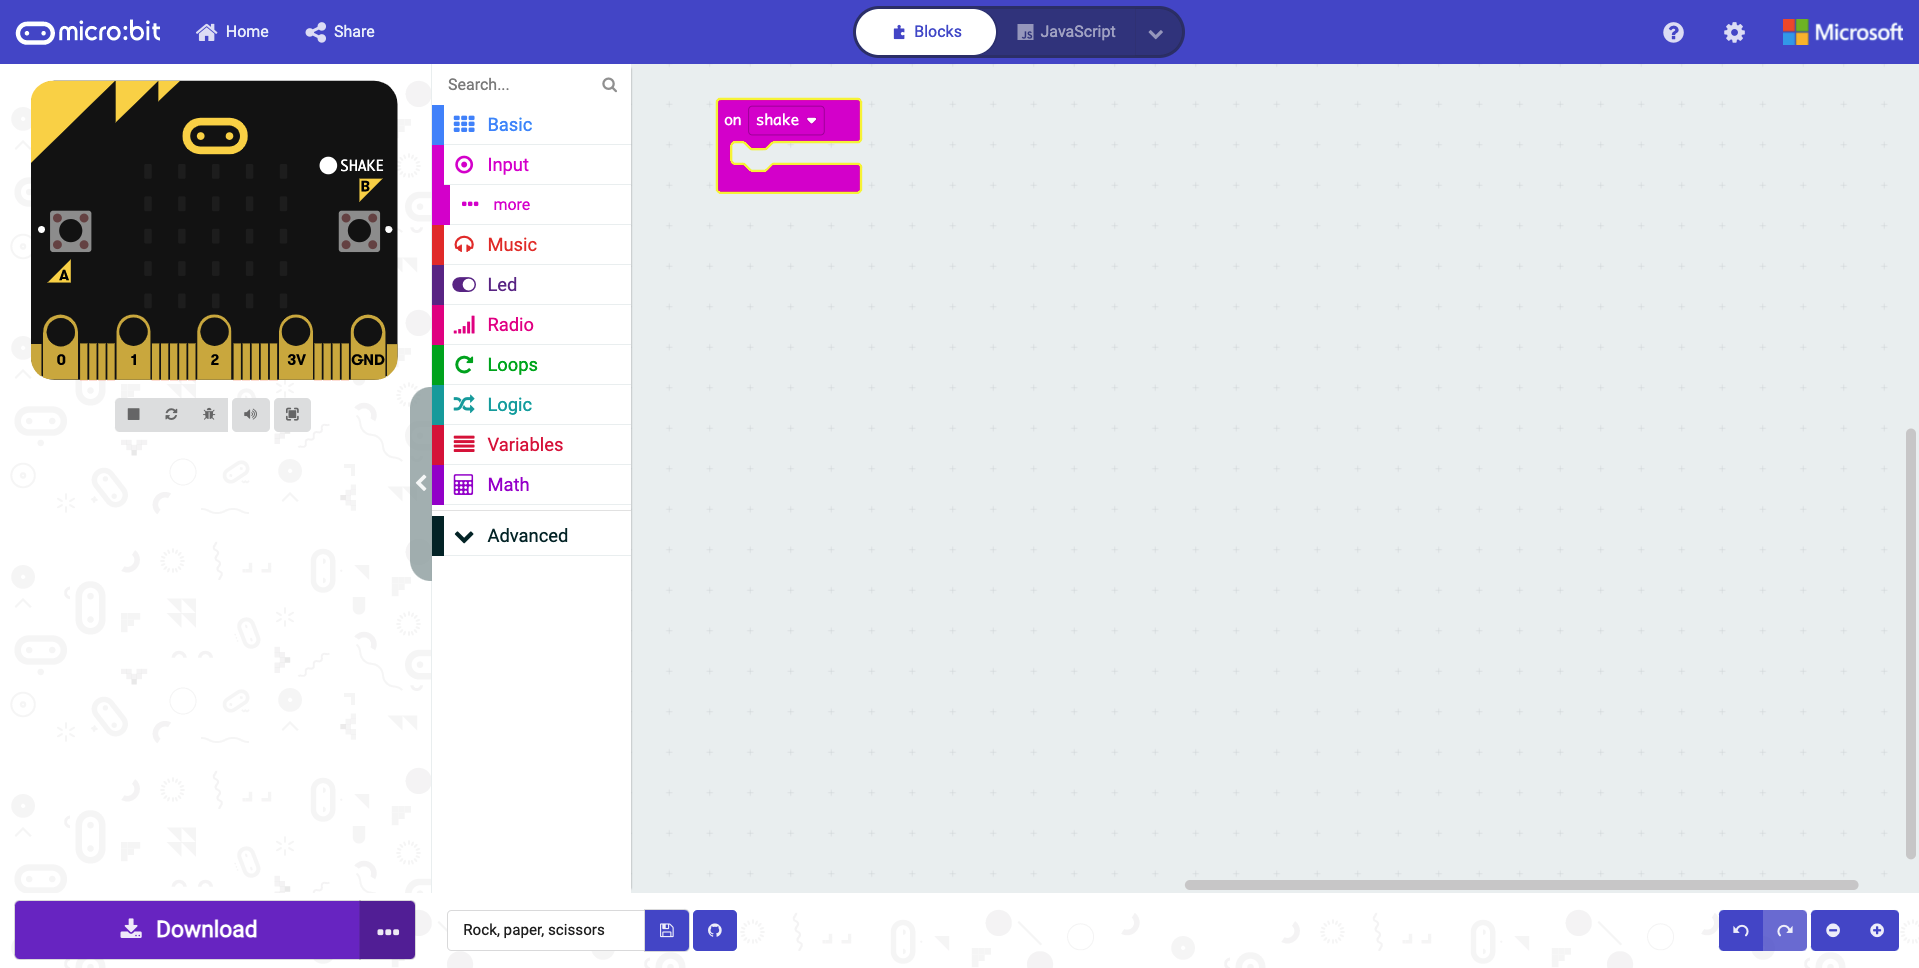 micro:bit Home Share Blocks JavaScript Microsoft
SHAKE
B
A
0 1 2 3V GND
Search...
Basic
Input
more
Music
Led
Radio
Loops
Logic
Variables
Math
Advanced
on shake
Download Rock, paper, scissors